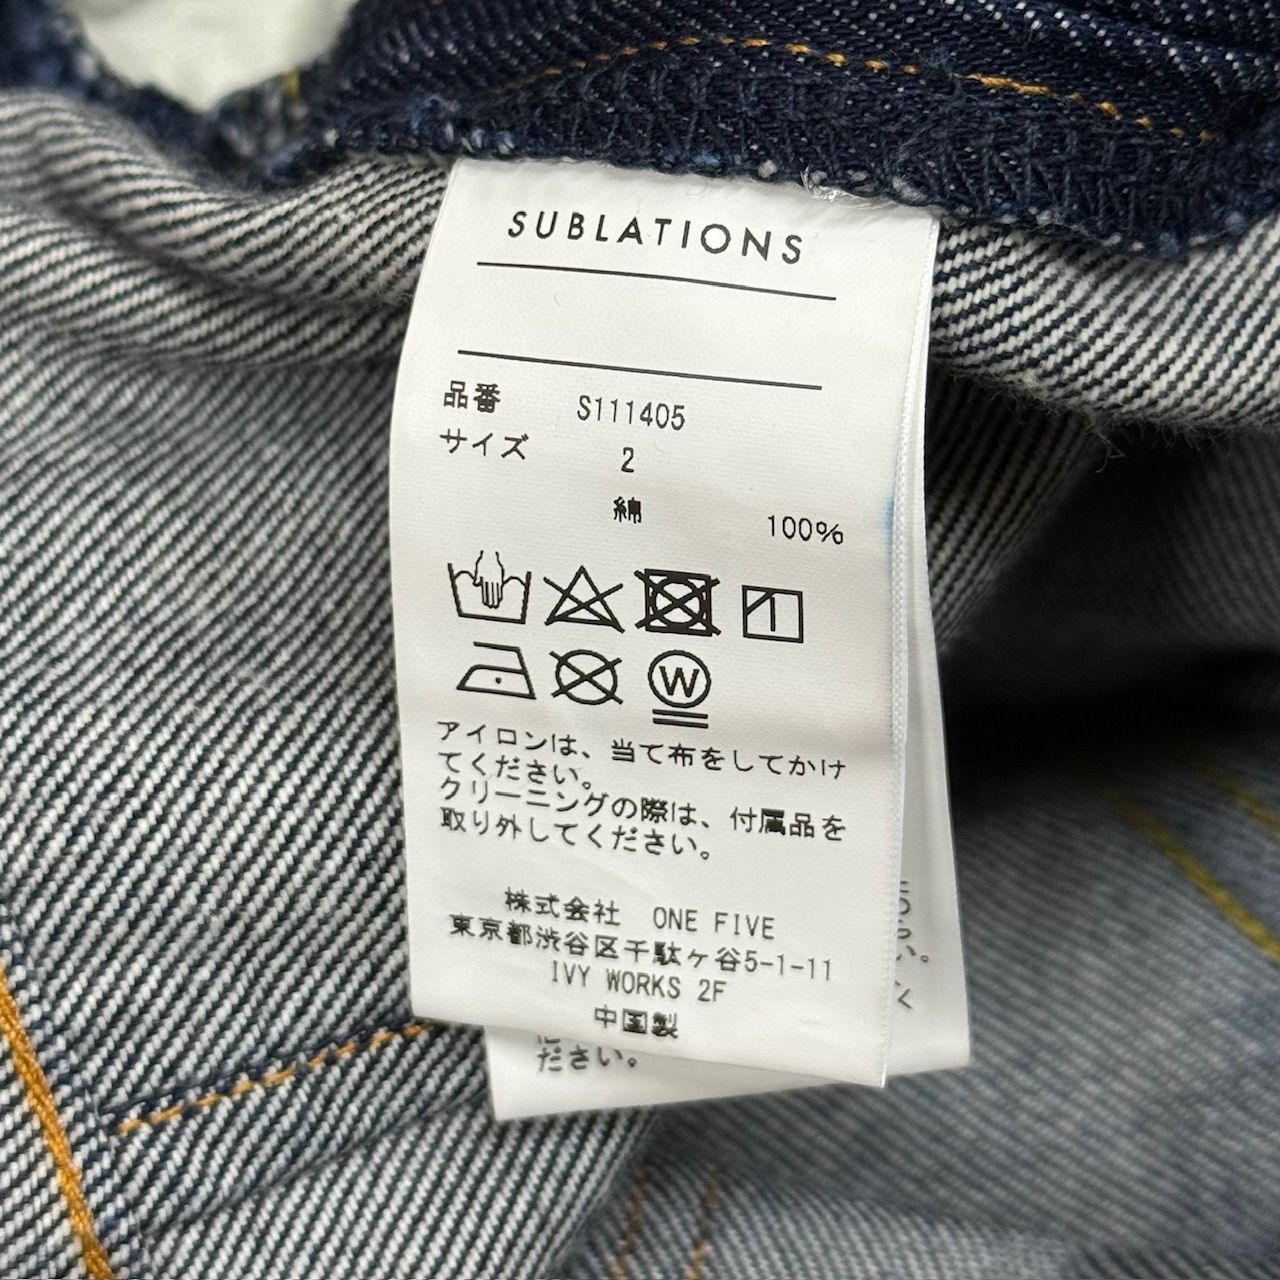 SUBLATIONS
品番 S111405
サイズ 2
綿 100%
W
アイロンは、当て布をしてかけ
てください。
クリーニングの際は、付属品を
取り外してください。
株式会社 ONE FIVE
東京都渋谷区千駄ヶ谷5-1-11
IVY WORKS 2F
中国製
ださい。